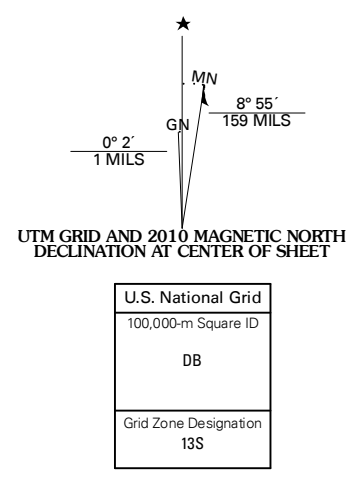 ★
MN
8° 55´
159 MILS
GN
0° 2´
1 MILS
UTM GRID AND 2010 MAGNETIC NORTH
DECLINATION AT CENTER OF SHEET
U.S. National Grid
100,000-m Square ID
DB
Grid Zone Designation
13S